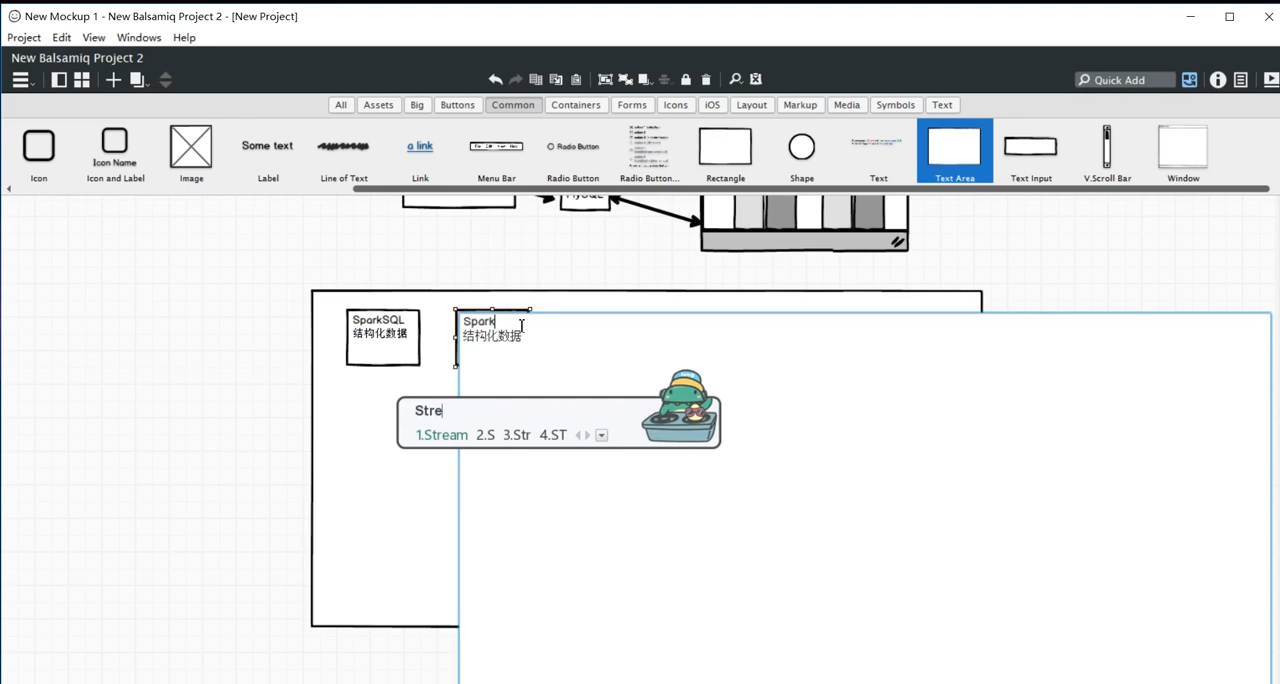 New Mockup 1 - New Balsamiq Project 2 - [New Project]
Project Edit View Windows Help
New Balsamiq Project 2
Quick Add
All Assets Big Buttons Common Containers Forms Icons iOS Layout Markup Media Symbols Text
Icon Name Some text a link Radio Button
Icon Icon and Label Image Label Line of Text Link Menu Bar Radio Button Radio Button... Rectangle Shape Text Text Area Text Input V.Scroll Bar Window
MySQL
SparkSQL
结构化数据
Spark
结构化数据
Stre
1.Stream 2.S 3.Str 4.ST